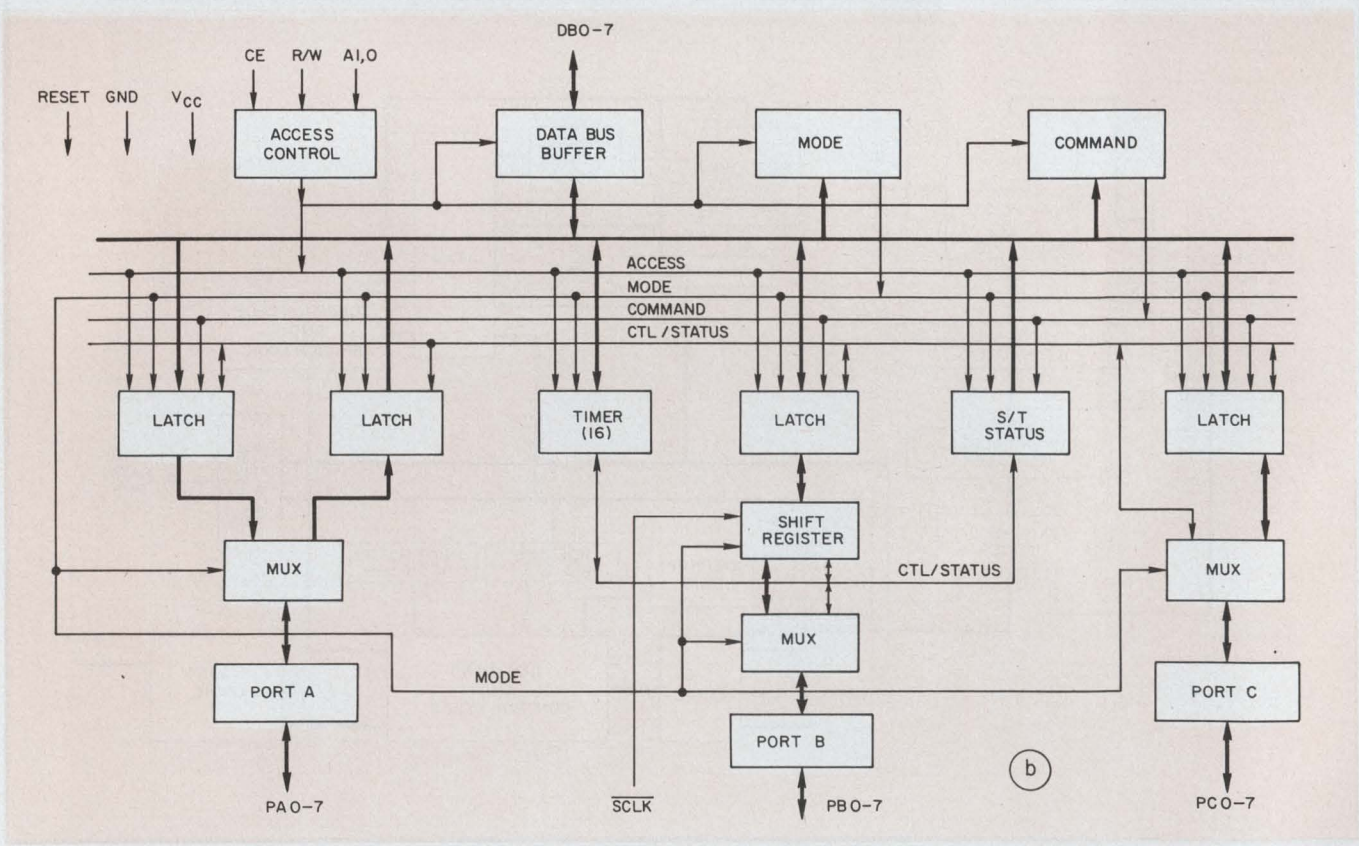 DB0-7
CE R/W A1,0
RESET GND VCC
ACCESS
CONTROL
DATA BUS
BUFFER
MODE
COMMAND
ACCESS
MODE
COMMAND
CTL/STATUS
LATCH
LATCH
TIMER
(16)
LATCH
S/T
STATUS
LATCH
SHIFT
REGISTER
MUX
CTL/STATUS
MUX
MUX
MODE
PORT A
PORT B
PORT C
b
PA0-7
SCLK
PB0-7
PC0-7